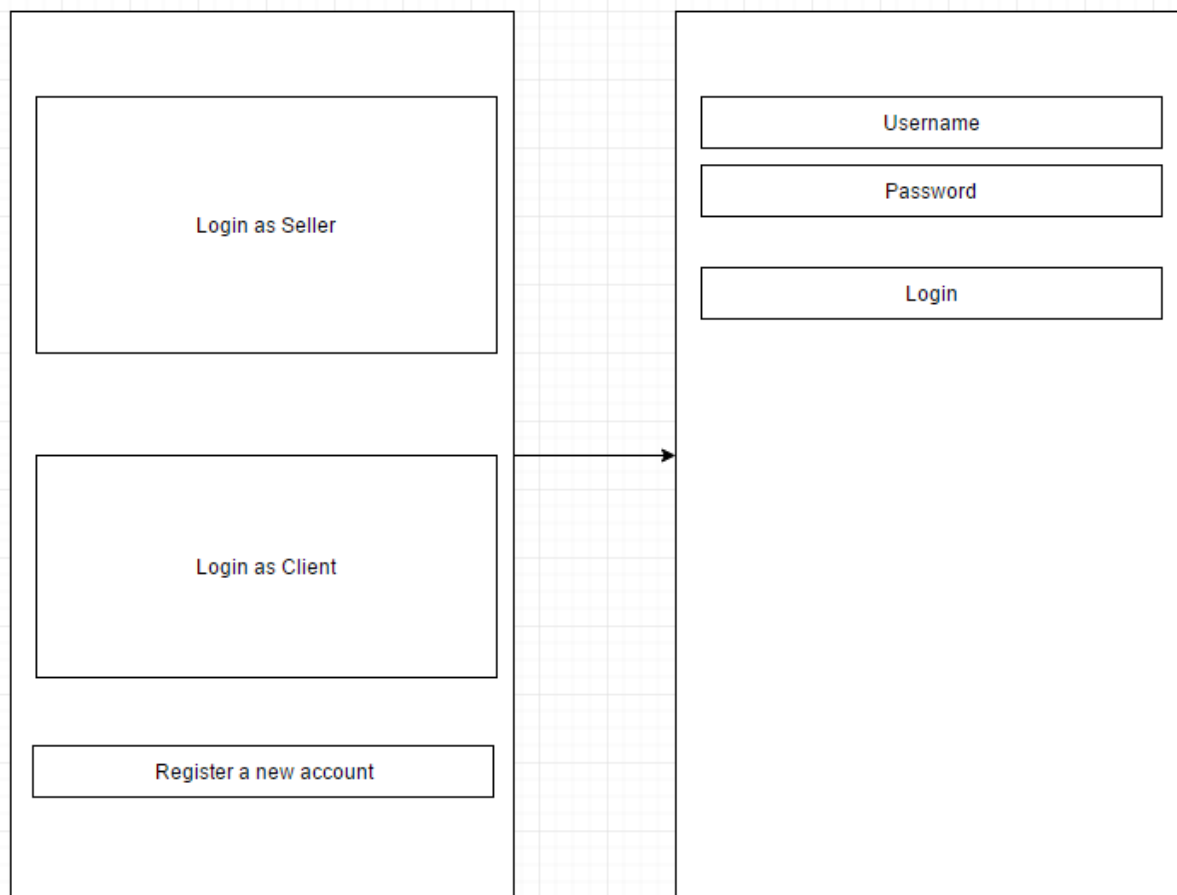 Login as Seller
Login as Client
Register a new account
Username
Password
Login